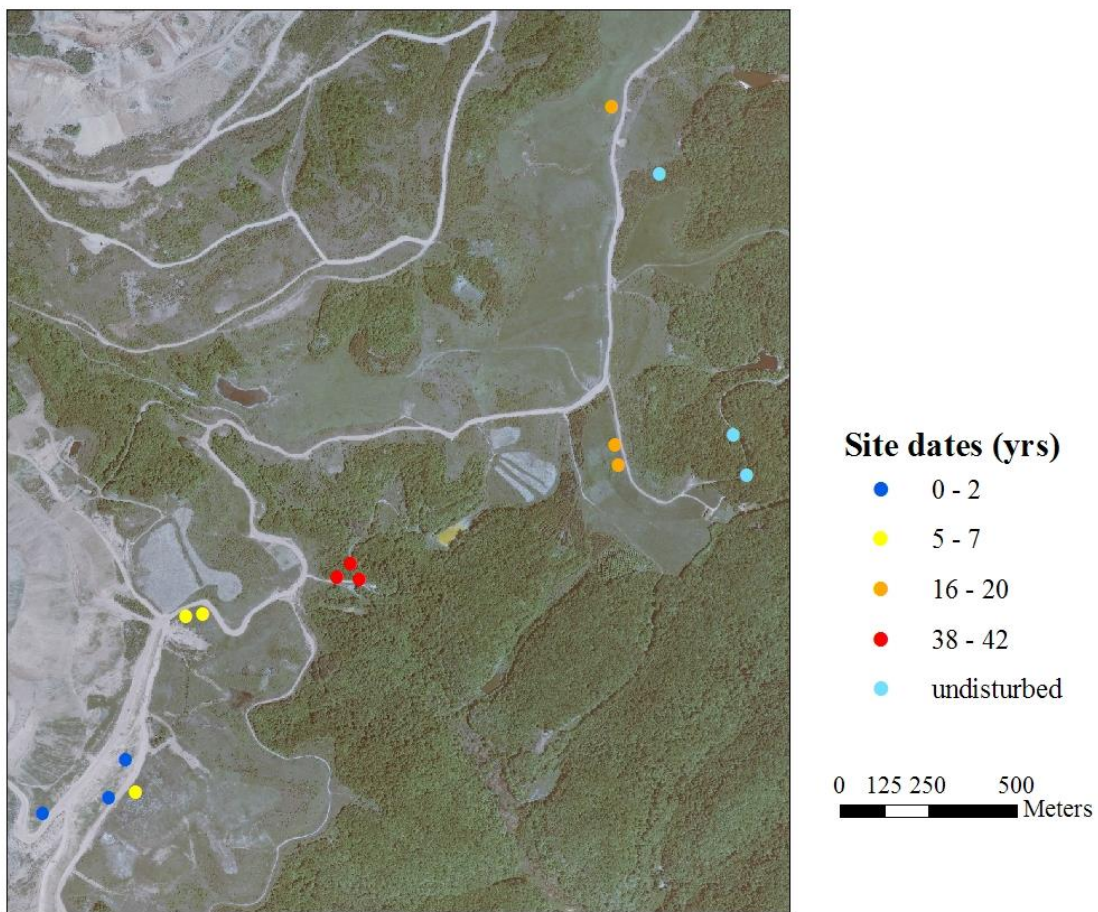 Site dates (yrs)
0 - 2
5 - 7
16 - 20
38 - 42
undisturbed
0 125 250 500
Meters